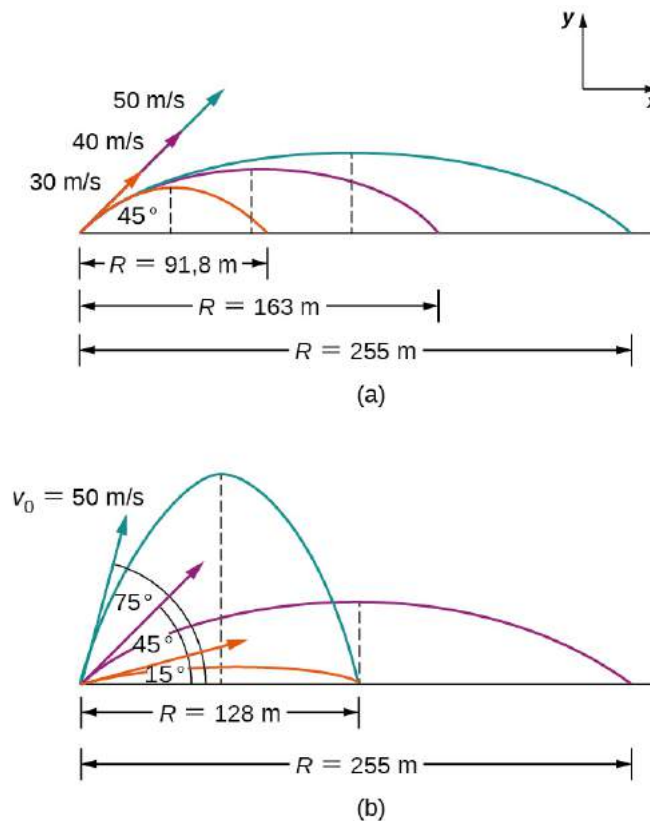 y
x
50 m/s
40 m/s
30 m/s
45°
R = 91,8 m
R = 163 m
R = 255 m
(a)
v₀ = 50 m/s
75°
45°
15°
R = 128 m
R = 255 m
(b)